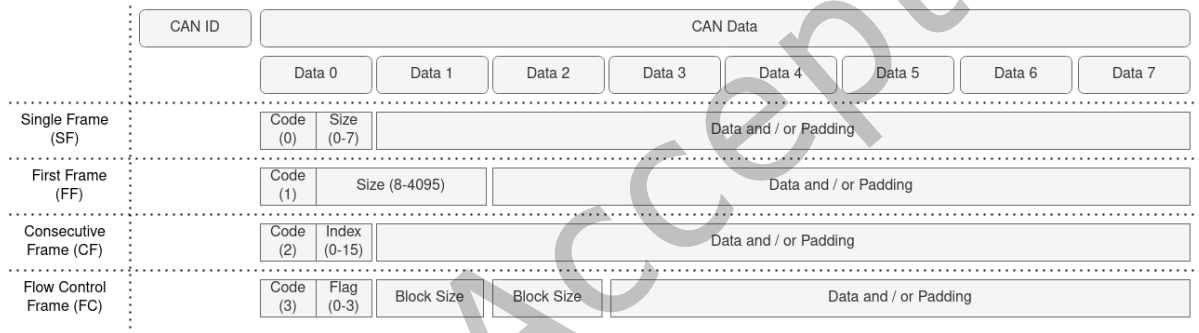 CAN ID CAN Data
Data 0 Data 1 Data 2 Data 3 Data 4 Data 5 Data 6 Data 7
Single Frame
(SF)
Code
(0)
Size
(0-7)
Data and / or Padding
First Frame
(FF)
Code
(1)
Size (8-4095)
Data and / or Padding
Consecutive
Frame (CF)
Code
(2)
Index
(0-15)
Data and / or Padding
Flow Control
Frame (FC)
Code
(3)
Flag
(0-3)
Block Size
Block Size
Data and / or Padding
Accept